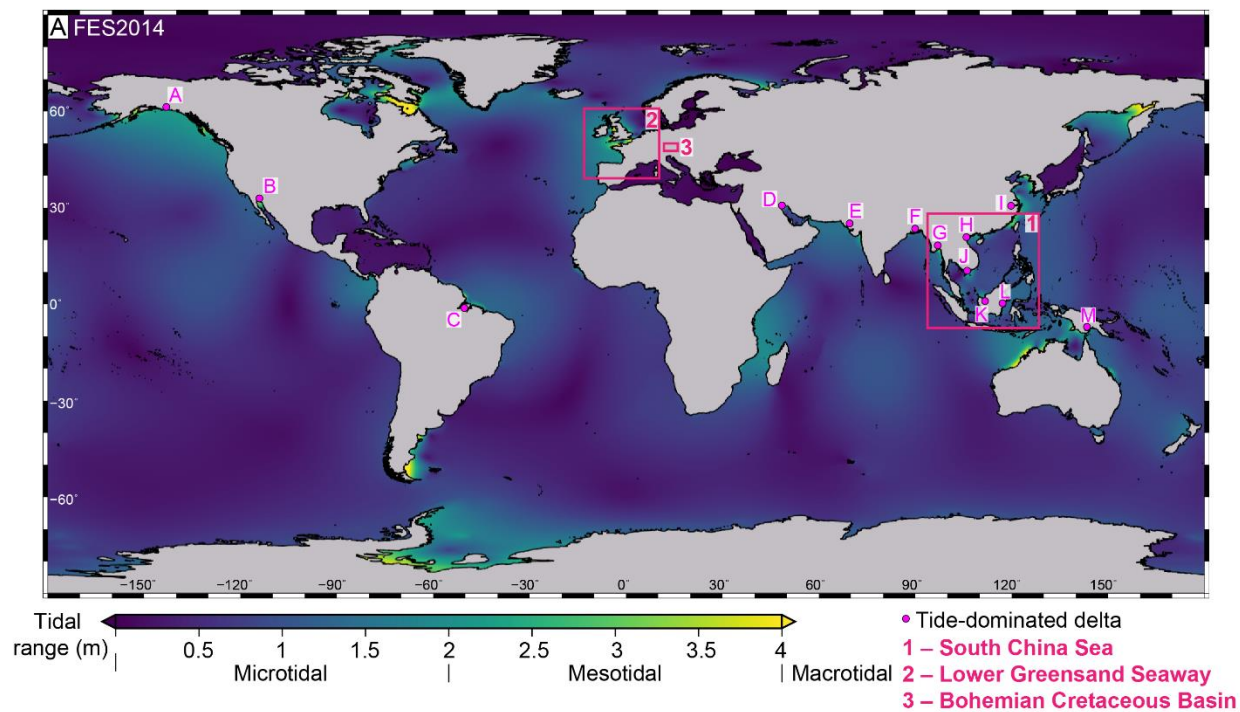 A FES2014
A
60°
2
3
B
30°
D
E
F
I
1
G
H
J
0°
C
K
L
M
−30°
−60°
−150° −120° −90° −60° −30° 0° 30° 60° 90° 120° 150°
Tidal
range (m)
0.5 1 1.5 2 2.5 3 3.5 4
Microtidal Mesotidal Macrotidal
Tide-dominated delta
1 – South China Sea
2 – Lower Greensand Seaway
3 – Bohemian Cretaceous Basin